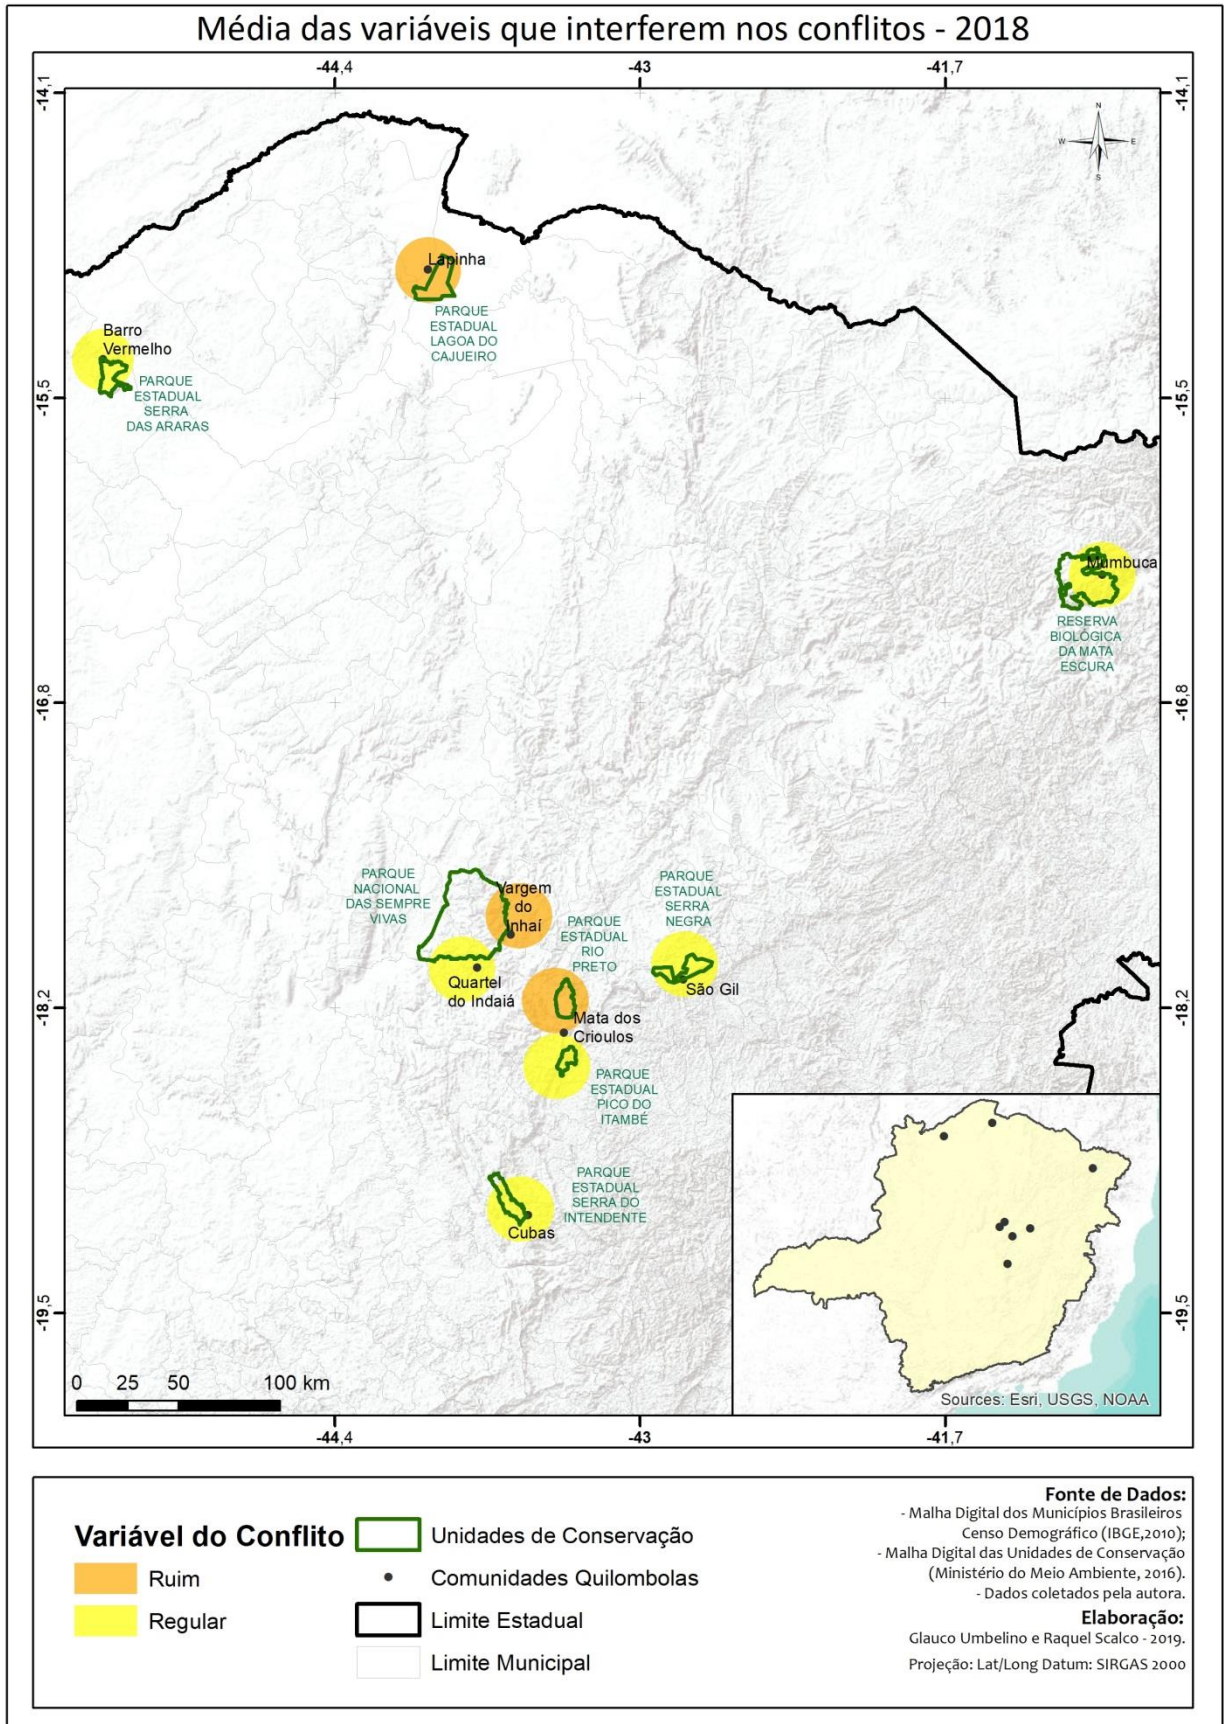 Média das variáveis que interferem nos conflitos - 2018
-44,4
-43
-41,7
-14,1
-14,1
N
W
E
S
Lapinha
PARQUE
ESTADUAL
LAGOA DO
CAJUEIRO
Barro
Vermelho
PARQUE
ESTADUAL
SERRA
DAS ARARAS
-15,5
-15,5
Mumbuca
RESERVA
BIOLÓGICA
DA MATA
ESCURA
-16,8
-16,8
PARQUE
NACIONAL
DAS SEMPRE
VIVAS
Vargem
do
Inhaí
PARQUE
ESTADUAL
SERRA
NEGRA
PARQUE
ESTADUAL
RIO
PRETO
Quartel
do Indaiá
São Gil
-18,2
-18,2
Mata dos
Crioulos
PARQUE
ESTADUAL
PICO DO
ITAMBÉ
PARQUE
ESTADUAL
SERRA DO
INTENDENTE
Cubas
-19,5
-19,5
0 25 50 100 km
Sources: Esri, USGS, NOAA
-44,4
-43
-41,7
Variável do Conflito
Ruim
Regular
Unidades de Conservação
Comunidades Quilombolas
Limite Estadual
Limite Municipal
Fonte de Dados:
- Malha Digital dos Municípios Brasileiros
Censo Demográfico (IBGE,2010);
- Malha Digital das Unidades de Conservação
(Ministério do Meio Ambiente, 2016).
- Dados coletados pela autora.
Elaboração:
Glauco Umbelino e Raquel Scalco - 2019.
Projeção: Lat/Long Datum: SIRGAS 2000